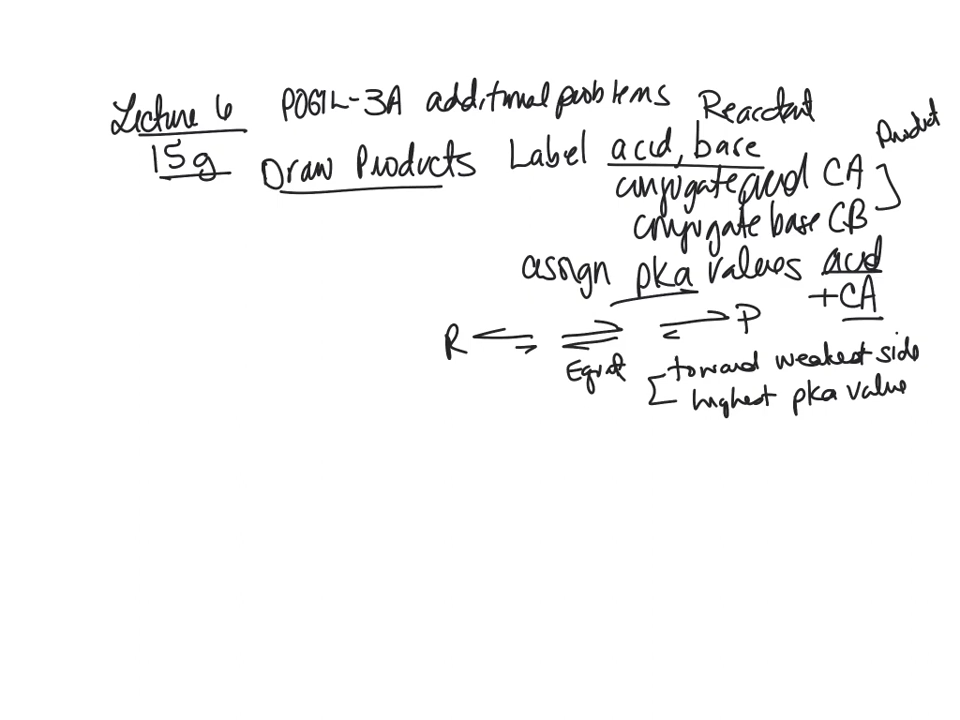 Lecture 6 POGIL-3A additional problems Reactant
15g Draw Products Label acid, base Product
conjugate acid CA
conjugate base CB
assign pka values acid
+CA
R ⇌ ⇌ ⇌ P
toward weakest side
highest pka value